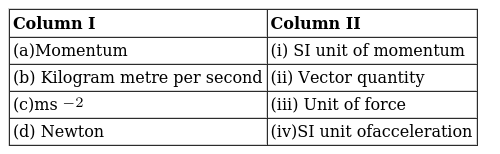 Column I Column II
(a)Momentum (i) SI unit of momentum
(b) Kilogram metre per second (ii) Vector quantity
(c)ms −2 (iii) Unit of force
(d) Newton (iv)SI unit ofacceleration